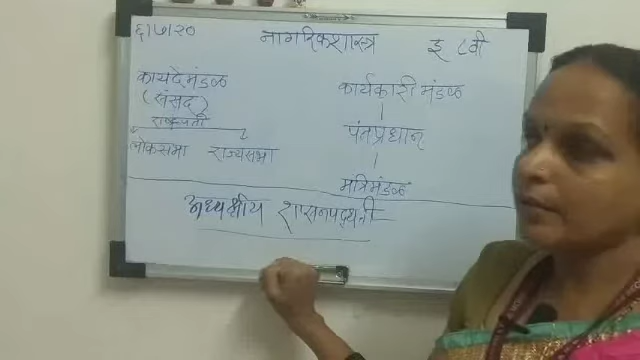 ६।७।२० नागरिकशास्त्र इ ८वी
कायदेमंडळ
(संसद)
राष्ट्रपती
लोकसभा राज्यसभा
कार्यकारी मंडळ
पंतप्रधान
मंत्रिमंडळ
अध्यक्षीय शासनपद्धती